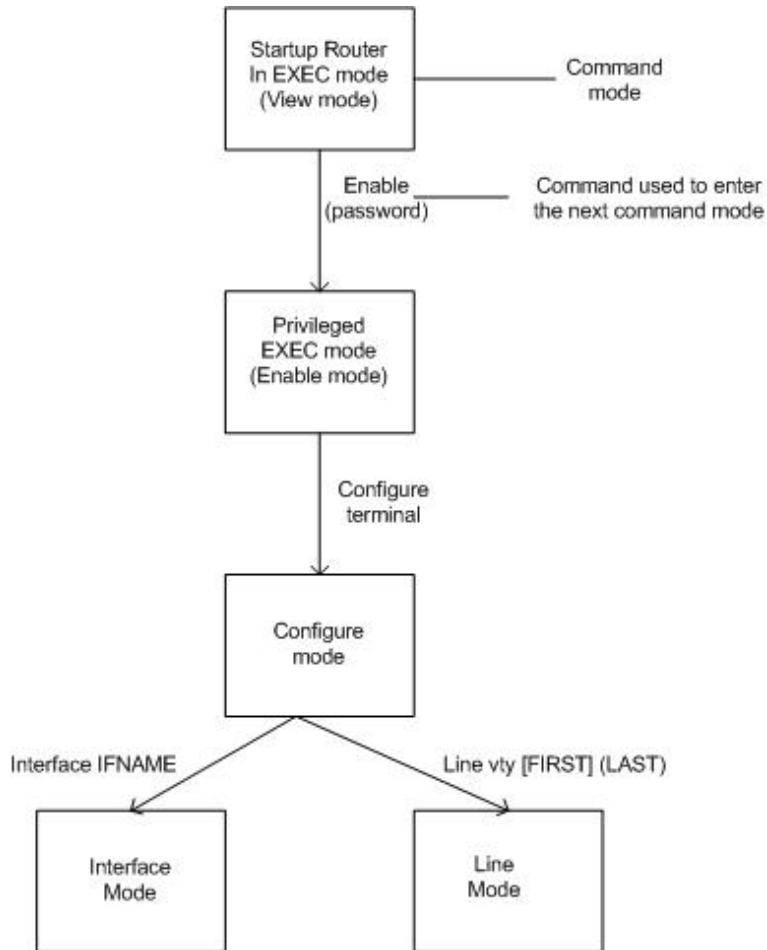 Startup Router
In EXEC mode
(View mode)
Command
mode
Enable
(password)
Command used to enter
the next command mode
Privileged
EXEC mode
(Enable mode)
Configure
terminal
Configure
mode
Interface IFNAME
Line vty [FIRST] (LAST)
Interface
Mode
Line
Mode